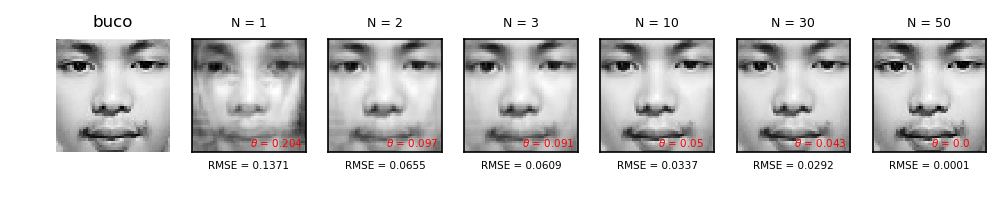 buco
N = 1
N = 2
N = 3
N = 10
N = 30
N = 50
θ = 0.204
θ = 0.097
θ = 0.091
θ = 0.05
θ = 0.043
θ = 0.0
RMSE = 0.1371
RMSE = 0.0655
RMSE = 0.0609
RMSE = 0.0337
RMSE = 0.0292
RMSE = 0.0001